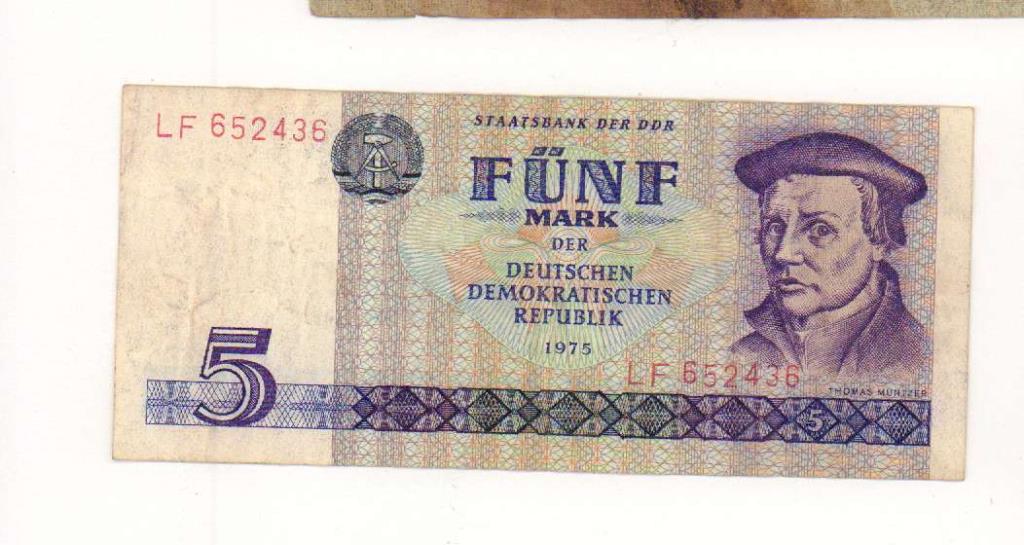 LF 652436
STAATSBANK DER DDR
FÜNF
MARK
DER
DEUTSCHEN
DEMOKRATISCHEN
REPUBLIK
1975
LF 652436
THOMAS MÜNTZER
5
5